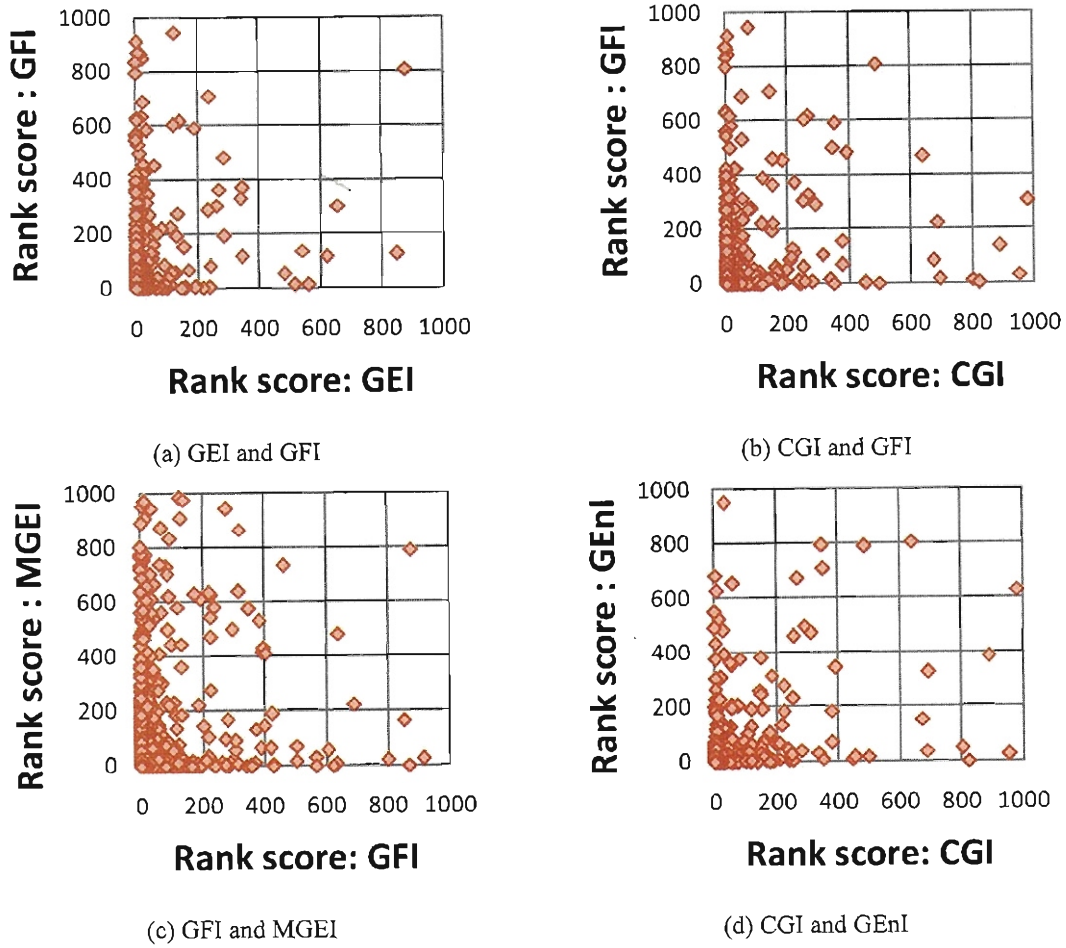 1000
800
600
400
200
0
Rank score : GFI
0 200 400 600 800 1000
Rank score: GEI
(a) GEI and GFI
1000
800
600
400
200
0
Rank score : GFI
0 200 400 600 800 1000
Rank score: CGI
(b) CGI and GFI
1000
800
600
400
200
0
Rank score : MGEI
0 200 400 600 800 1000
Rank score: GFI
(c) GFI and MGEI
1000
800
600
400
200
0
Rank score : GEnI
0 200 400 600 800 1000
Rank score: CGI
(d) CGI and GEnI